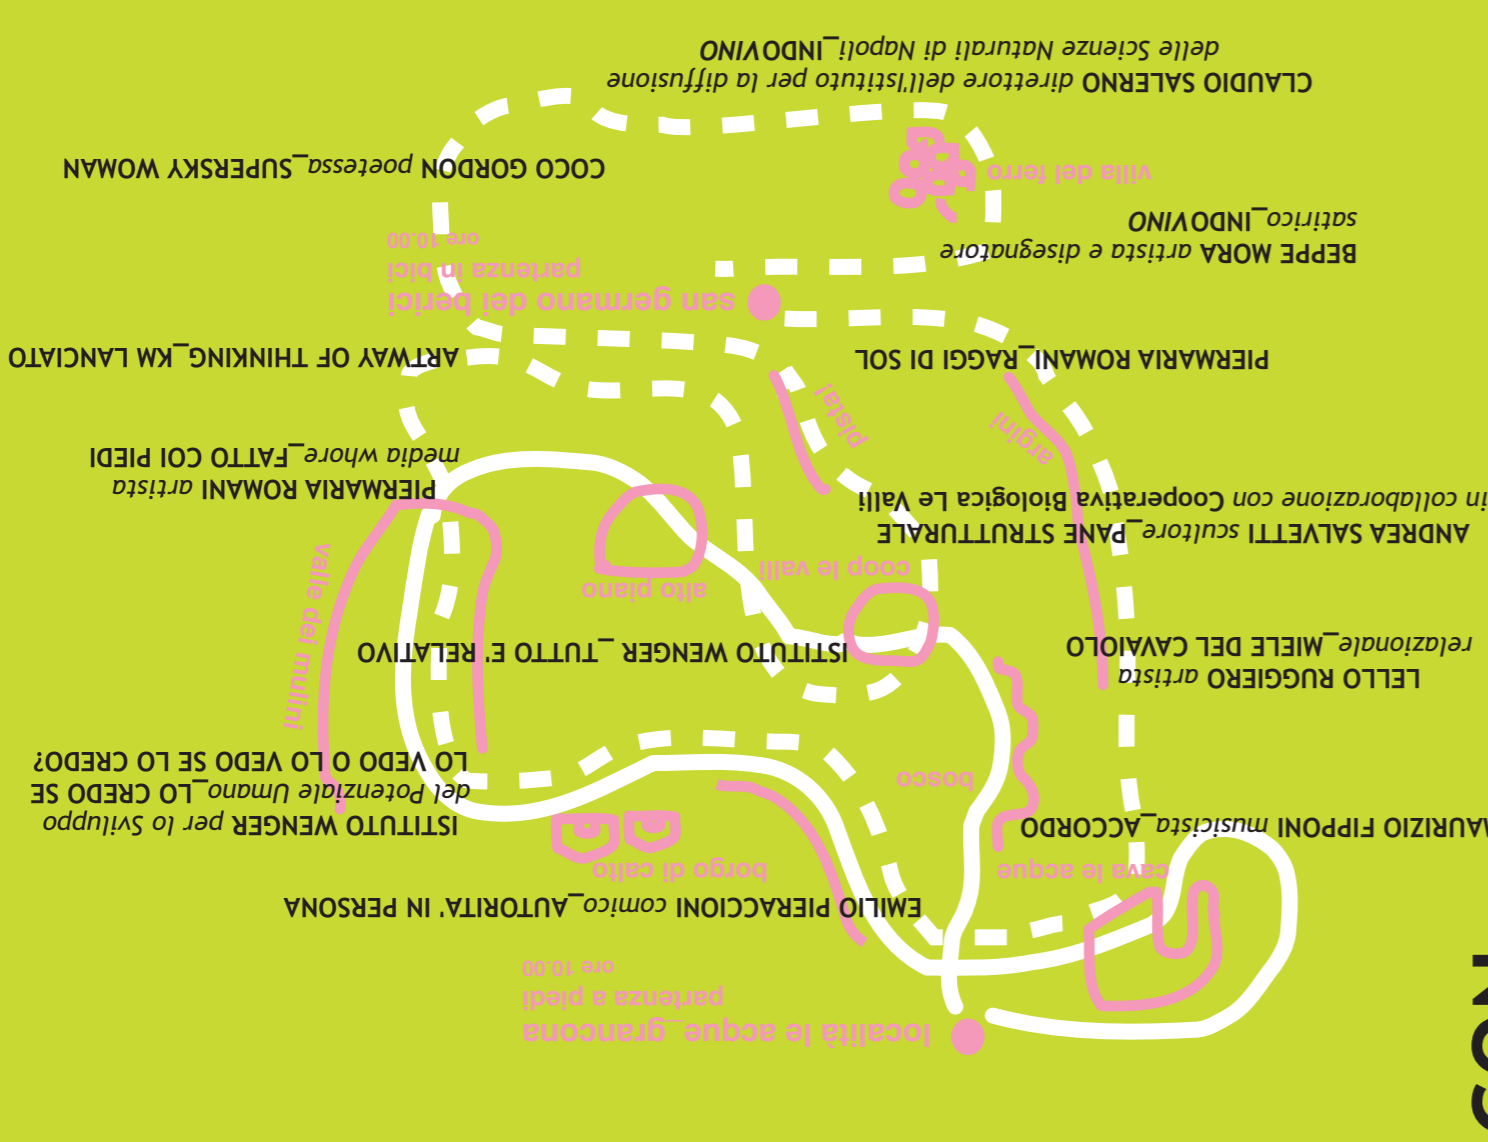 località le acque_grancona
partenza a piedi
ore 10.00
EMILIO PIERACCIONI comico_AUTORITA' IN PERSONA
cava le acque
borgo di calto
MAURIZIO FIPPONI musicista_ACCORDO
ISTITUTO WENGER per lo Sviluppo
del Potenziale Umano_LO CREDO SE
LO VEDO O LO VEDO SE LO CREDO?
bosco
LELLO RUGGIERO artista
relazionale_MIELE DEL CAVAIOLO
ISTITUTO WENGER _TUTTO E' RELATIVO
valle dei mulini
alto piano
coop le valli
ANDREA SALVETTI scultore_PANE STRUTTURALE
in collaborazione con Cooperativa Biologica Le Valli
PIERMARIA ROMANI artista
media whore_FATTO COI PIEDI
argini
pista!
PIERMARIA ROMANI_RAGGI DI SOL
ARTWAY OF THINKING_KM LANCIATO
san germano dei berici
partenza in bici
ore 10.00
BEPPE MORA artista e disegnatore
satirico_INDOVINO
villa del ferro
COCO GORDON poetessa_SUPERSKY WOMAN
CLAUDIO SALERNO direttore dell'Istituto per la diffusione
delle Scienze Naturali di Napoli_INDOVINO